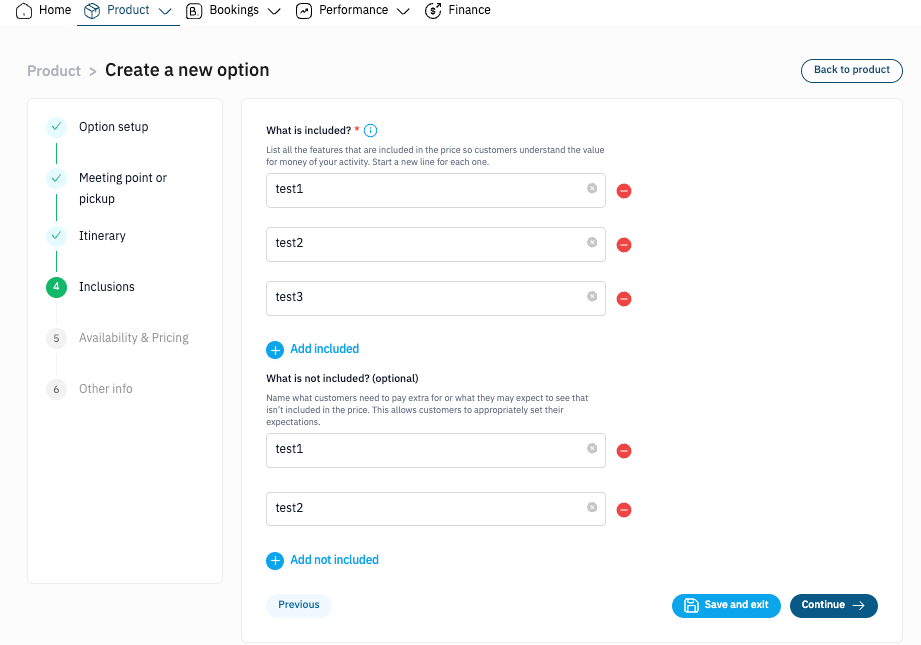 Home Product Bookings Performance Finance
Product > Create a new option
Back to product
Option setup
Meeting point or
pickup
Itinerary
4 Inclusions
5 Availability & Pricing
6 Other info
What is included? *
List all the features that are included in the price so customers understand the value
for money of your activity. Start a new line for each one.
test1
test2
test3
Add included
What is not included? (optional)
Name what customers need to pay extra for or what they may expect to see that
isn't included in the price. This allows customers to appropriately set their
expectations.
test1
test2
Add not included
Previous
Save and exit
Continue